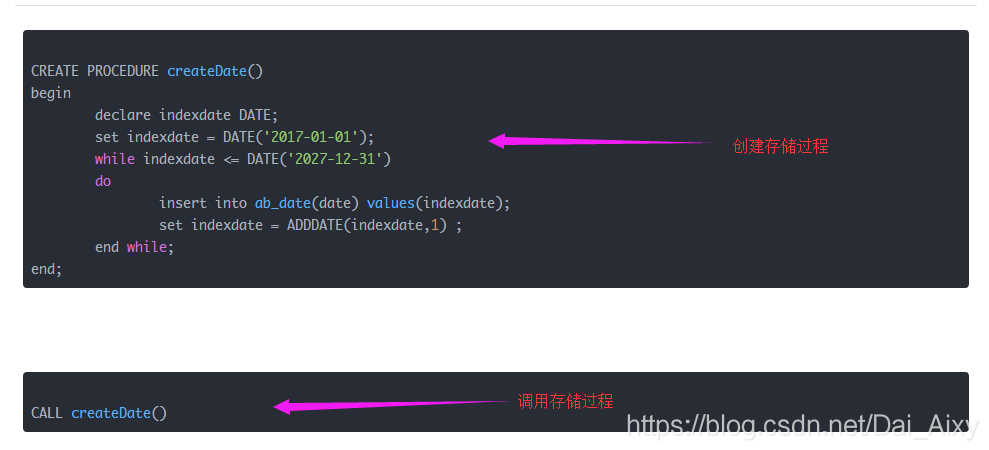 CREATE PROCEDURE createDate()
begin
declare indexdate DATE;
set indexdate = DATE('2017-01-01');
创建存储过程
while indexdate <= DATE('2027-12-31')
do
insert into ab_date(date) values(indexdate);
set indexdate = ADDDATE(indexdate,1) ;
end while;
end;
CALL createDate()
调用存储过程
https://blog.csdn.net/Dai_Aixy